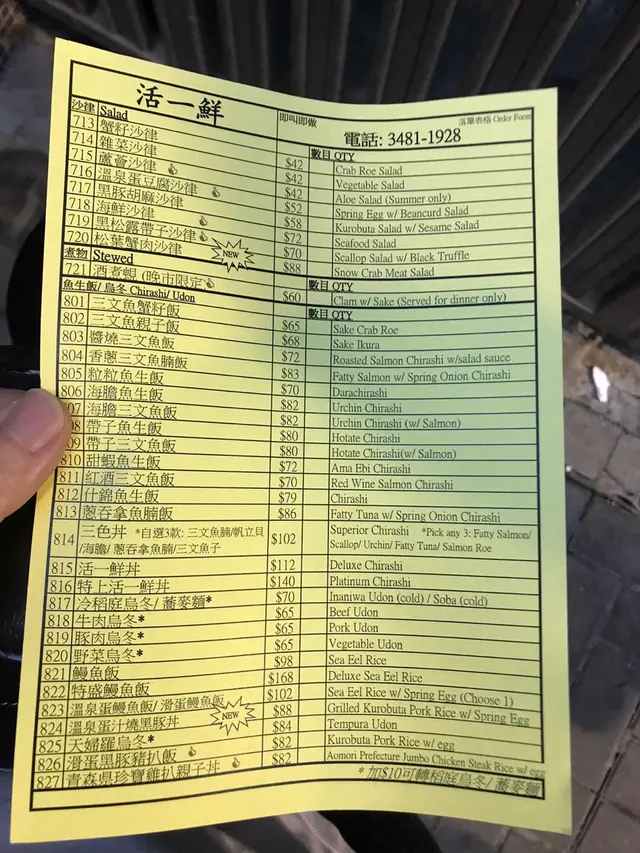 活一鮮
即叫即做
落單表格 Order Form
電話: 3481-1928
沙律 Salad 數目 QTY
713 蟹籽沙律 $42 Crab Roe Salad
714 雜菜沙律 $42 Vegetable Salad
715 蘆薈沙律 $42 Aloe Salad (Summer only)
716 溫泉蛋豆腐沙律 $52 Spring Egg w/ Beancurd Salad
717 黑豚胡麻沙律 $58 Kurobuta Salad w/ Sesame Salad
718 海鮮沙律 $72 Seafood Salad
719 黑松露帶子沙律 $70 Scallop Salad w/ Black Truffle
720 松葉蟹肉沙律 NEW $88 Snow Crab Meat Salad
煮物 Stewed 數目 QTY
721 酒煮蜆 (晚市限定) $60 Clam w/ Sake (Served for dinner only)
魚生飯/ 烏冬 Chirashi/ Udon 數目 QTY
801 三文魚蟹籽飯 $65 Sake Crab Roe
802 三文魚親子飯 $68 Sake Ikura
803 醬燒三文魚飯 $72 Roasted Salmon Chirashi w/salad sauce
804 香蔥三文魚腩飯 $83 Fatty Salmon w/ Spring Onion Chirashi
805 粒粒魚生飯 $70 Darachirashi
806 海膽魚生飯 $82 Urchin Chirashi
07 海膽三文魚飯 $82 Urchin Chirashi (w/ Salmon)
08 帶子魚生飯 $80 Hotate Chirashi
09 帶子三文魚飯 $80 Hotate Chirashi(w/ Salmon)
810 甜蝦魚生飯 $72 Ama Ebi Chirashi
811 紅酒三文魚飯 $70 Red Wine Salmon Chirashi
812 什錦魚生飯 $79 Chirashi
813 蔥吞拿魚腩飯 $86 Fatty Tuna w/ Spring Onion Chirashi
814 三色丼 *自選3款: 三文魚腩/帆立貝/海膽/ 蔥吞拿魚腩/三文魚子 $102 Superior Chirashi *Pick any 3: Fatty Salmon/ Scallop/ Urchin/ Fatty Tuna/ Salmon Roe
815 活一鮮丼 $112 Deluxe Chirashi
816 特上活一鮮丼 $140 Platinum Chirashi
817 冷稻庭烏冬/ 蕎麥麵* $70 Inaniwa Udon (cold) / Soba (cold)
818 牛肉烏冬* $65 Beef Udon
819 豚肉烏冬* $65 Pork Udon
820 野菜烏冬* $65 Vegetable Udon
821 鰻魚飯 $98 Sea Eel Rice
822 特盛鰻魚飯 $168 Deluxe Sea Eel Rice
823 溫泉蛋鰻魚飯/ 滑蛋鰻魚飯 $102 Sea Eel Rice w/ Spring Egg (Choose 1)
824 溫泉蛋汁燒黑豚丼 NEW $88 Grilled Kurobuta Pork Rice w/ Spring Egg
825 天婦羅烏冬* $84 Tempura Udon
826 滑蛋黑豚豬扒飯 $82 Kurobuta Pork Rice w/ egg
827 青森県珍寶雞扒親子丼 $82 Aomori Prefecture Jumbo Chicken Steak Rice w/ egg
* 加$10可轉稻庭烏冬/ 蕎麥麵